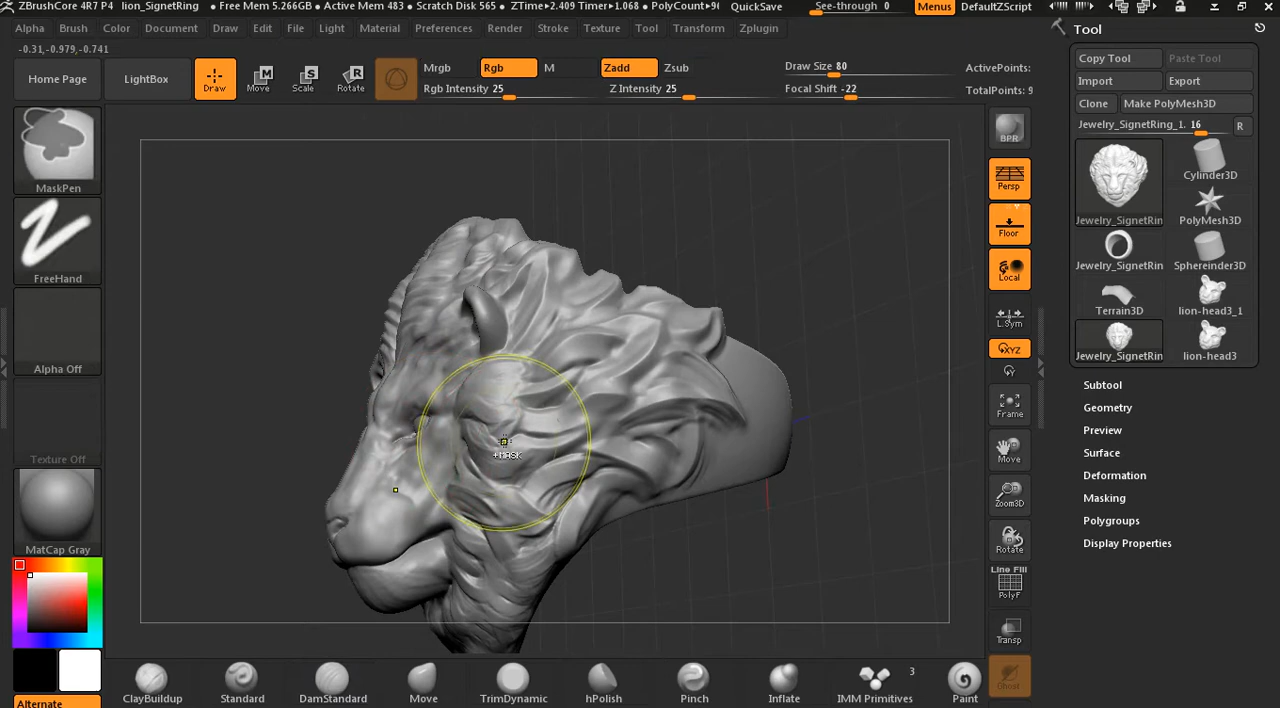 ZBrushCore 4R7 P4 lion_SignetRing • Free Mem 5.266GB • Active Mem 483 • Scratch Disk 565 • ZTime▸2.409 Timer▸1.068 • PolyCount▸9 QuickSave See-through 0 Menus DefaultZScript
Alpha Brush Color Document Draw Edit File Light Material Preferences Render Stroke Texture Tool Transform Zplugin
-0.31,-0.979,-0.741
Home Page
LightBox
Draw
M
Move
S
Scale
R
Rotate
Mrgb Rgb M Zadd Zsub
Rgb Intensity 25 Z Intensity 25
Draw Size 80
Focal Shift -22
ActivePoints:
TotalPoints: 9
MaskPen
FreeHand
Alpha Off
Texture Off
MatCap Gray
Alternate
+MASK
BPR
Persp
Floor
Local
L.Sym
XYZ
Y
Frame
Move
Zoom3D
Rotate
Line Fill
PolyF
Transp
Ghost
Tool
Copy Tool Paste Tool
Import Export
Clone Make PolyMesh3D
Jewelry_SignetRing_1. 16 R
Jewelry_SignetRin
Cylinder3D
PolyMesh3D
Jewelry_SignetRin
Sphereinder3D
Terrain3D
lion-head3_1
Jewelry_SignetRin
lion-head3
Subtool
Geometry
Preview
Surface
Masking
Polygroups
Display Properties
ClayBuildup
Standard
DamStandard
Move
TrimDynamic
hPolish
Pinch
Inflate
3
IMM Primitives
Paint